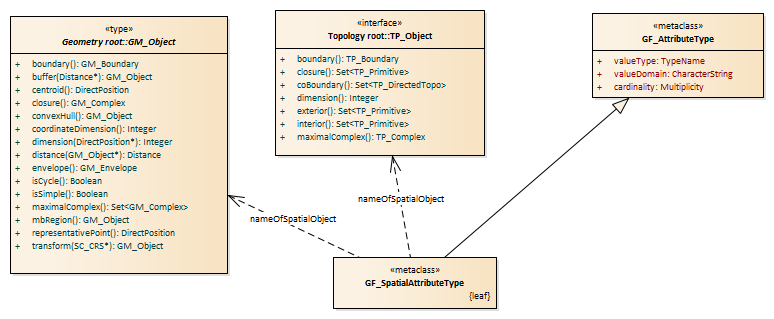 «type»
Geometry root::GM_Object
+ boundary(): GM_Boundary
+ buffer(Distance*): GM_Object
+ centroid(): DirectPosition
+ closure(): GM_Complex
+ convexHull(): GM_Object
+ coordinateDimension(): Integer
+ dimension(DirectPosition*): Integer
+ distance(GM_Object*): Distance
+ envelope(): GM_Envelope
+ isCycle(): Boolean
+ isSimple(): Boolean
+ maximalComplex(): Set<GM_Complex>
+ mbRegion(): GM_Object
+ representativePoint(): DirectPosition
+ transform(SC_CRS*): GM_Object
«interface»
Topology root::TP_Object
+ boundary(): TP_Boundary
+ closure(): Set<TP_Primitive>
+ coBoundary(): Set<TP_DirectedTopo>
+ dimension(): Integer
+ exterior(): Set<TP_Primitive>
+ interior(): Set<TP_Primitive>
+ maximalComplex(): TP_Complex
«metaclass»
GF_AttributeType
+ valueType: TypeName
+ valueDomain: CharacterString
+ cardinality: Multiplicity
nameOfSpatialObject
nameOfSpatialObject
«metaclass»
GF_SpatialAttributeType
{leaf}